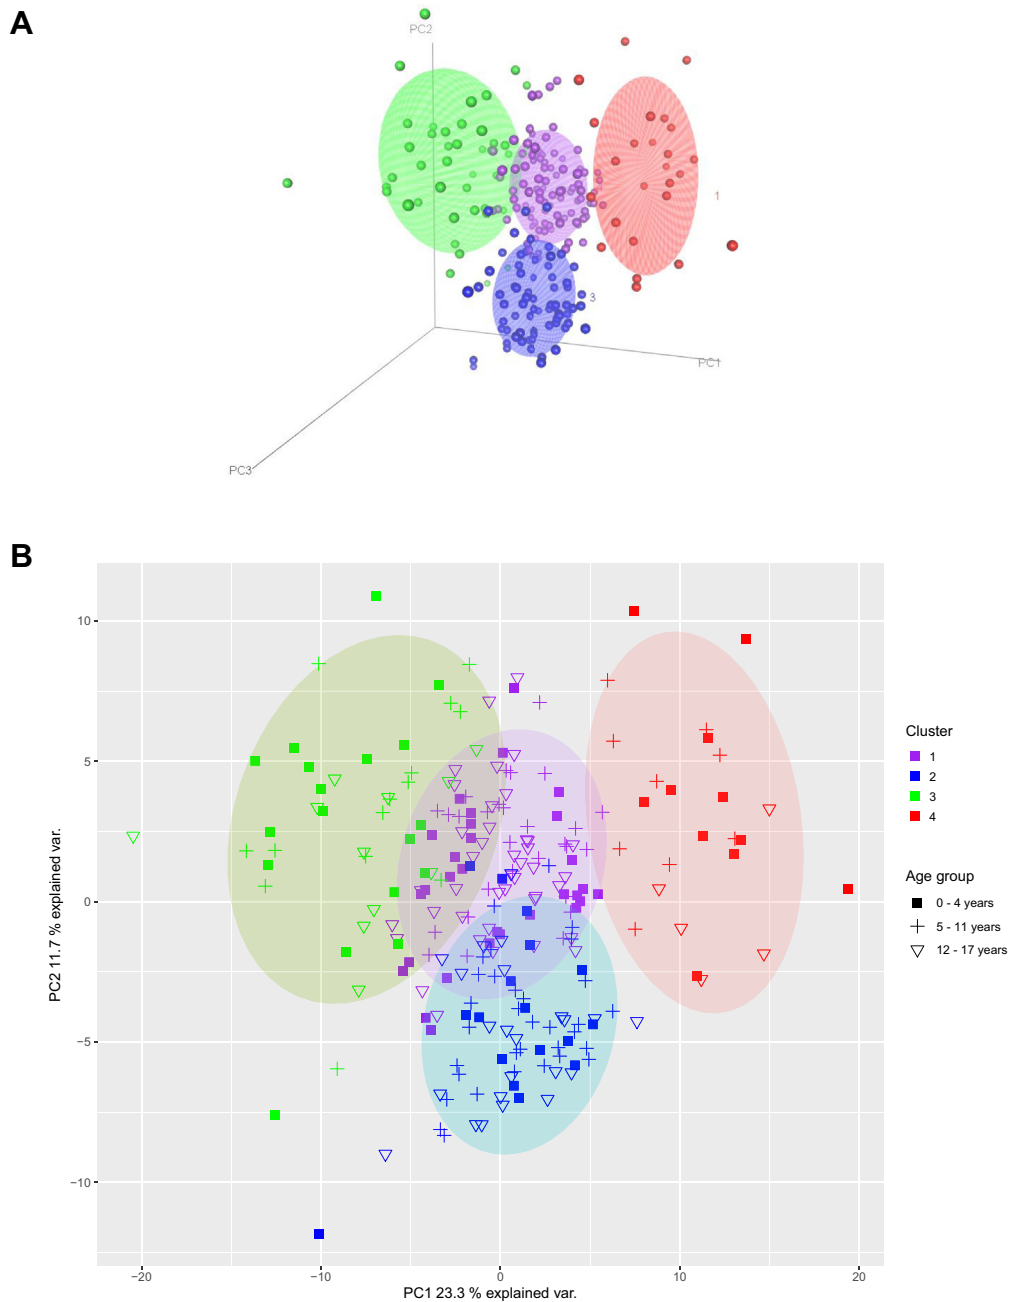 A
PC2
1
3
PC1
PC3
B
10
5
0
−5
−10
PC2 11.7 % explained var.
−20
−10
0
10
20
PC1 23.3 % explained var.
Cluster
1
2
3
4
Age group
0 - 4 years
5 - 11 years
12 - 17 years